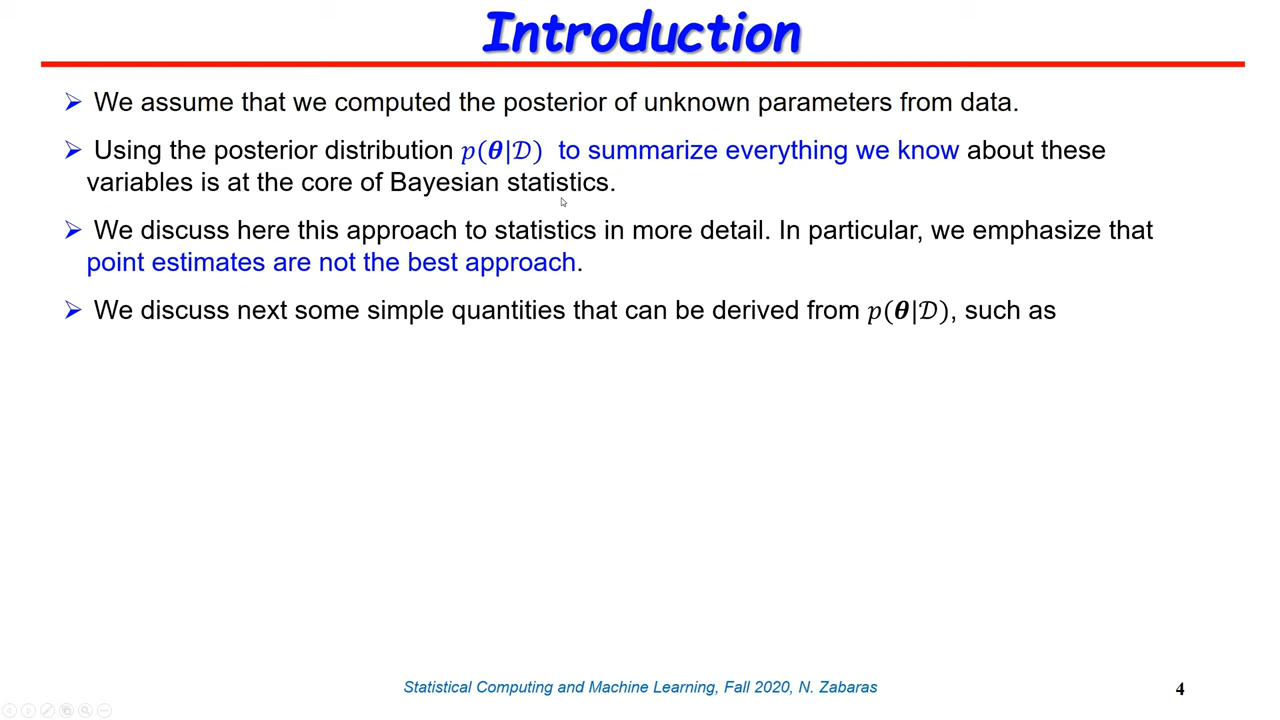 Introduction
➢ We assume that we computed the posterior of unknown parameters from data.
➢ Using the posterior distribution 𝑝(𝜽|𝒟) to summarize everything we know about these
variables is at the core of Bayesian statistics.
➢ We discuss here this approach to statistics in more detail. In particular, we emphasize that
point estimates are not the best approach.
➢ We discuss next some simple quantities that can be derived from 𝑝(𝜽|𝒟), such as
Statistical Computing and Machine Learning, Fall 2020, N. Zabaras
4